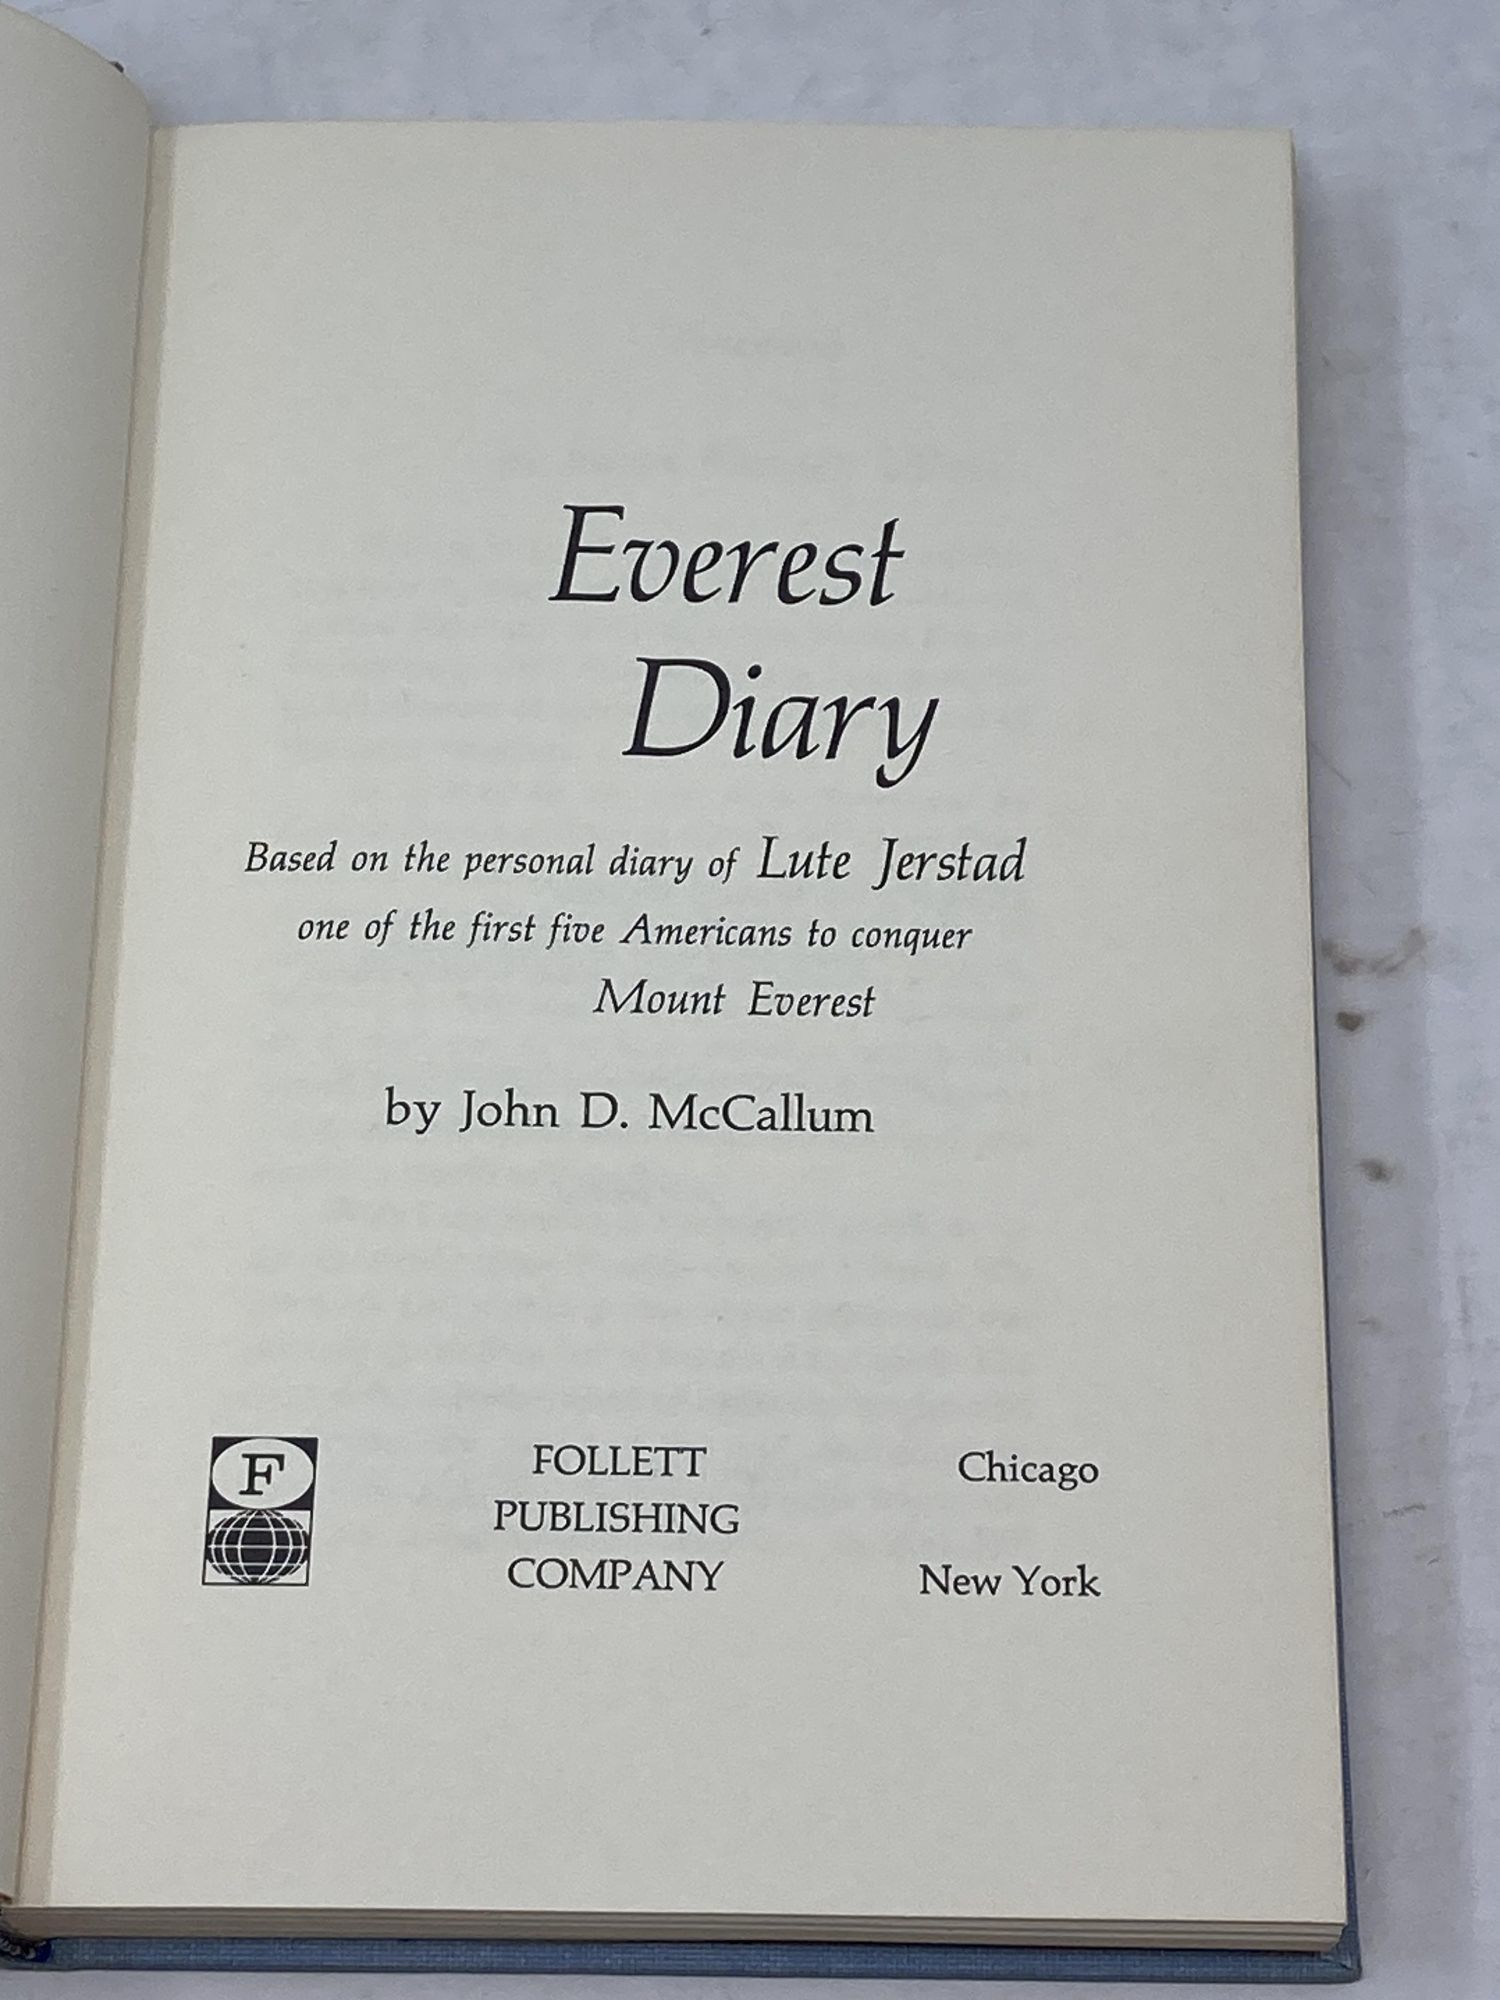 Everest
Diary
Based on the personal diary of Lute Jerstad
one of the first five Americans to conquer
Mount Everest
by John D. McCallum
F
FOLLETT
PUBLISHING
COMPANY
Chicago
New York